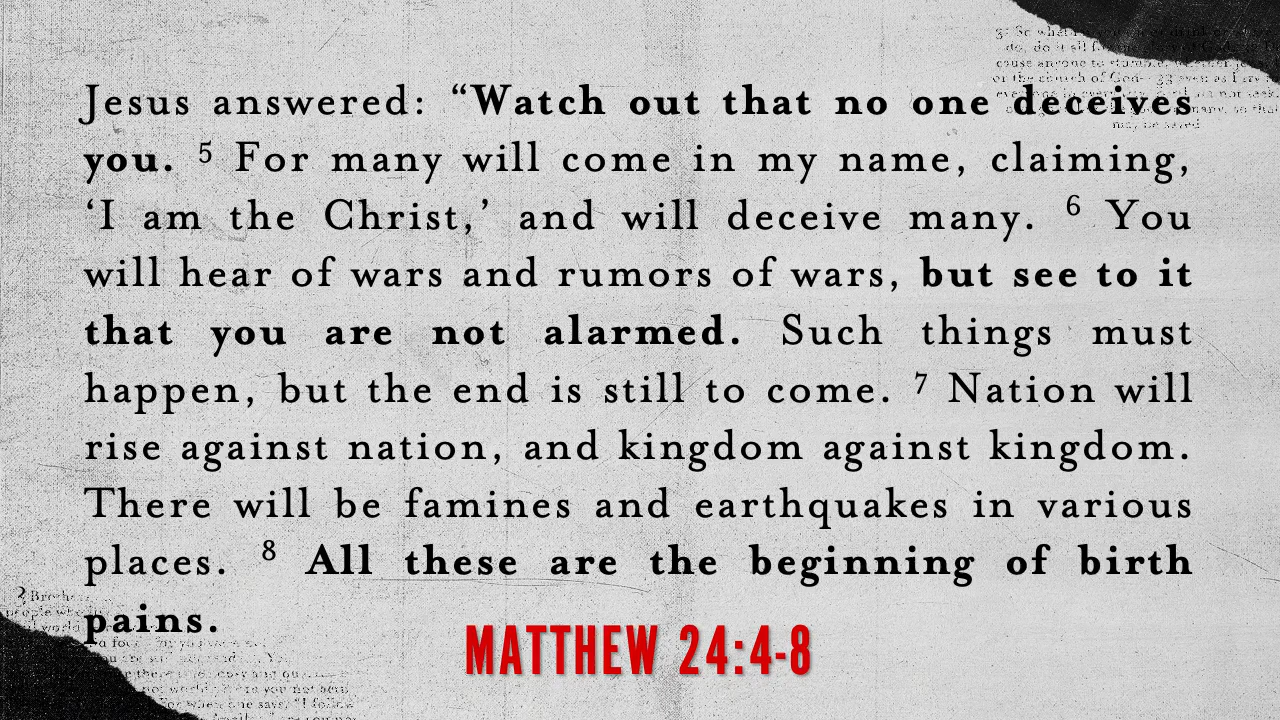 Jesus answered: “Watch out that no one deceives
you. ⁵ For many will come in my name, claiming,
‘I am the Christ,’ and will deceive many. ⁶ You
will hear of wars and rumors of wars, but see to it
that you are not alarmed. Such things must
happen, but the end is still to come. ⁷ Nation will
rise against nation, and kingdom against kingdom.
There will be famines and earthquakes in various
places. ⁸ All these are the beginning of birth
pains.
MATTHEW 24:4-8